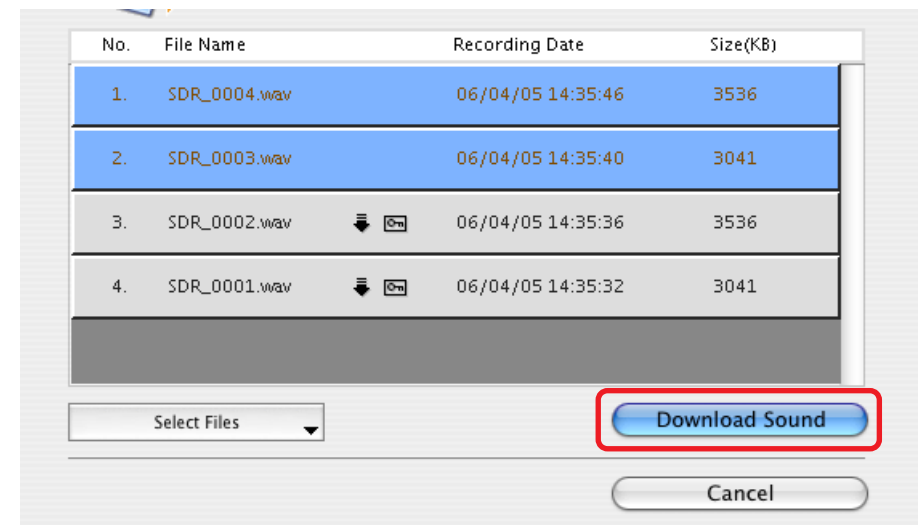 No. File Name Recording Date Size(KB)
1. SDR_0004.wav 06/04/05 14:35:46 3536
2. SDR_0003.wav 06/04/05 14:35:40 3041
3. SDR_0002.wav 06/04/05 14:35:36 3536
4. SDR_0001.wav 06/04/05 14:35:32 3041
Select Files Download Sound
Cancel